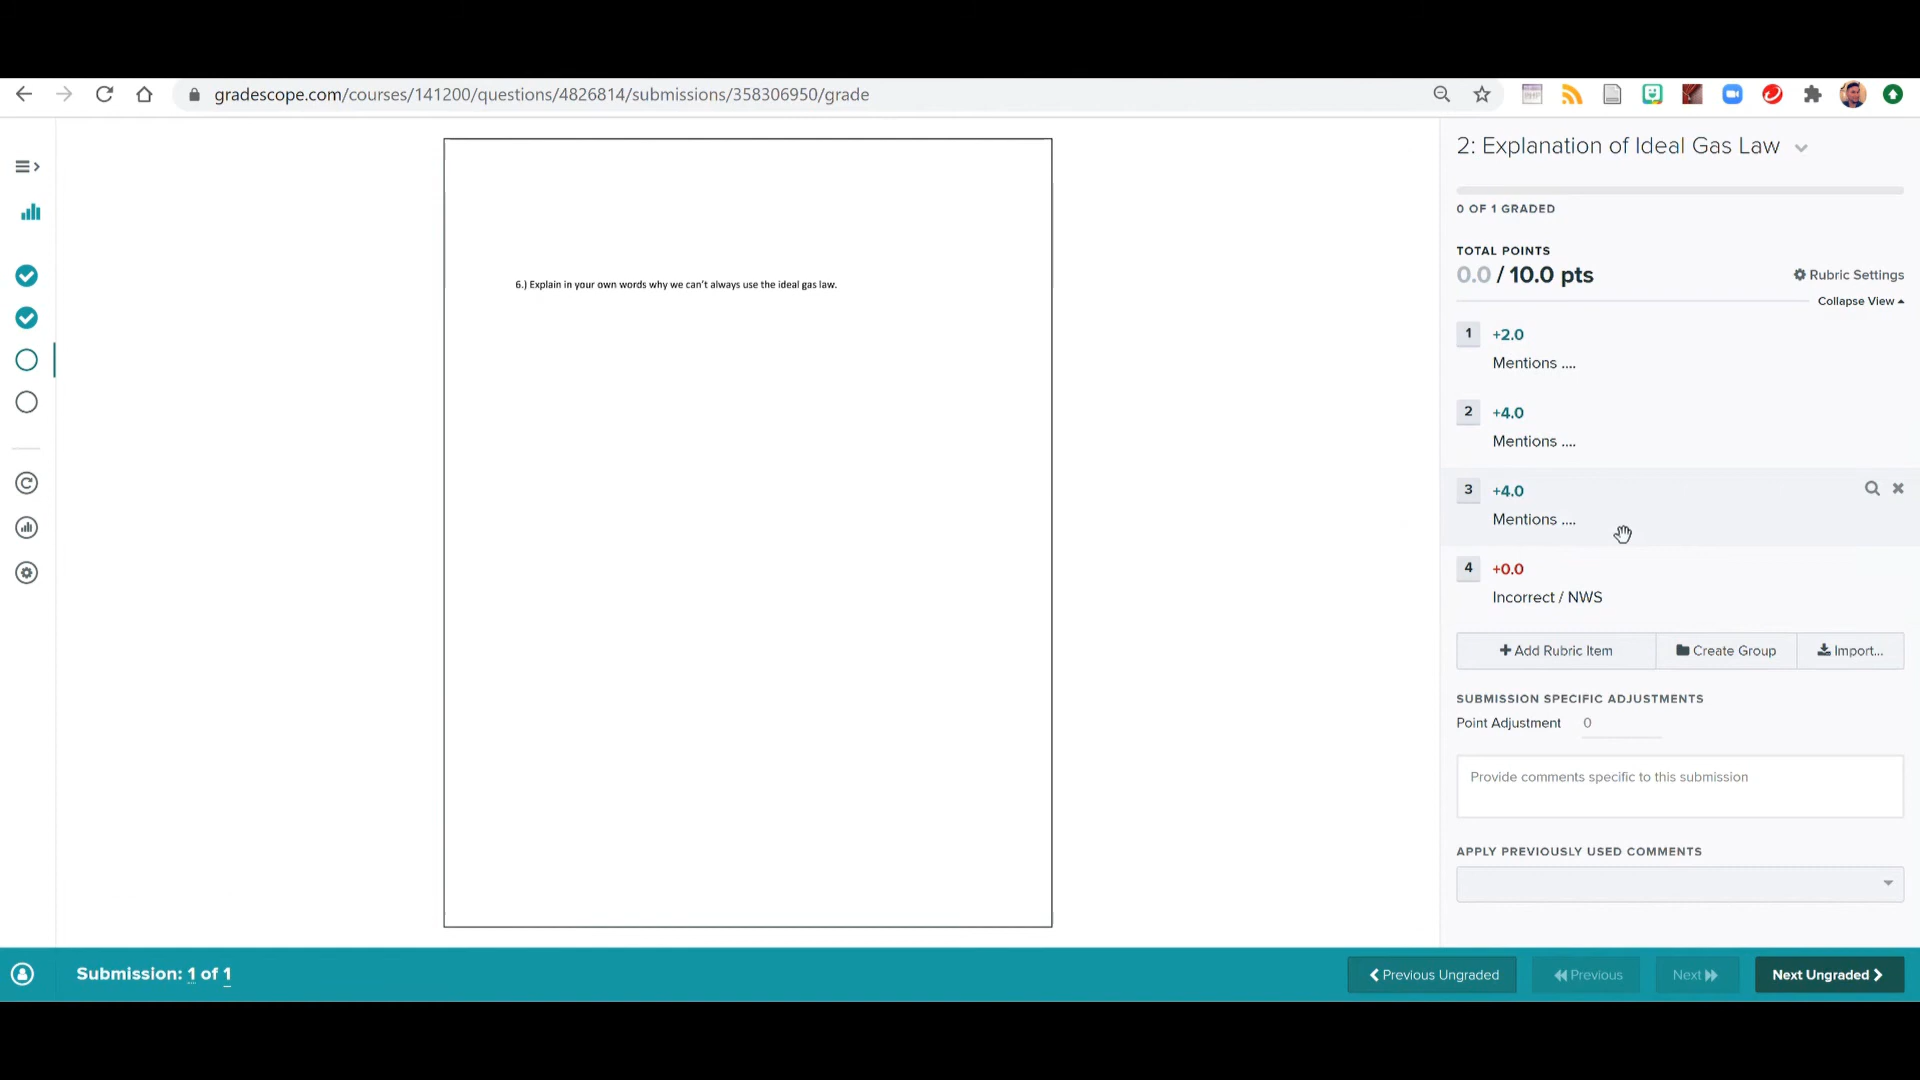 gradescope.com/courses/141200/questions/4826814/submissions/358306950/grade
2: Explanation of Ideal Gas Law
0 OF 1 GRADED
TOTAL POINTS
0.0 / 10.0 pts
Rubric Settings
Collapse View
1 +2.0
Mentions ....
2 +4.0
Mentions ....
3 +4.0
Mentions ....
4 +0.0
Incorrect / NWS
+ Add Rubric Item Create Group Import...
SUBMISSION SPECIFIC ADJUSTMENTS
Point Adjustment 0
Provide comments specific to this submission
APPLY PREVIOUSLY USED COMMENTS
6.) Explain in your own words why we can't always use the ideal gas law.
Submission: 1 of 1
Previous Ungraded Previous Next Next Ungraded